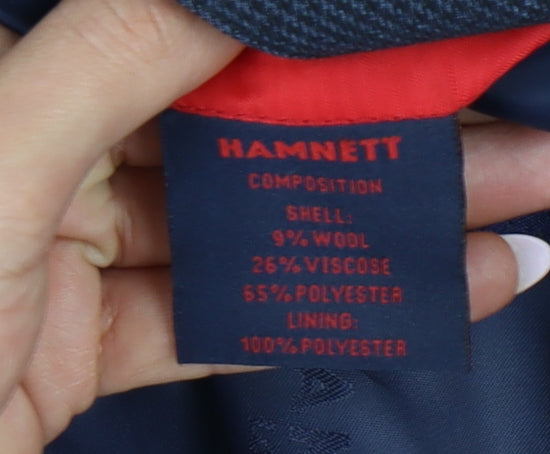 HAMNETT
COMPOSITION
SHELL:
9% WOOL
26% VISCOSE
65% POLYESTER
LINING:
100% POLYESTER